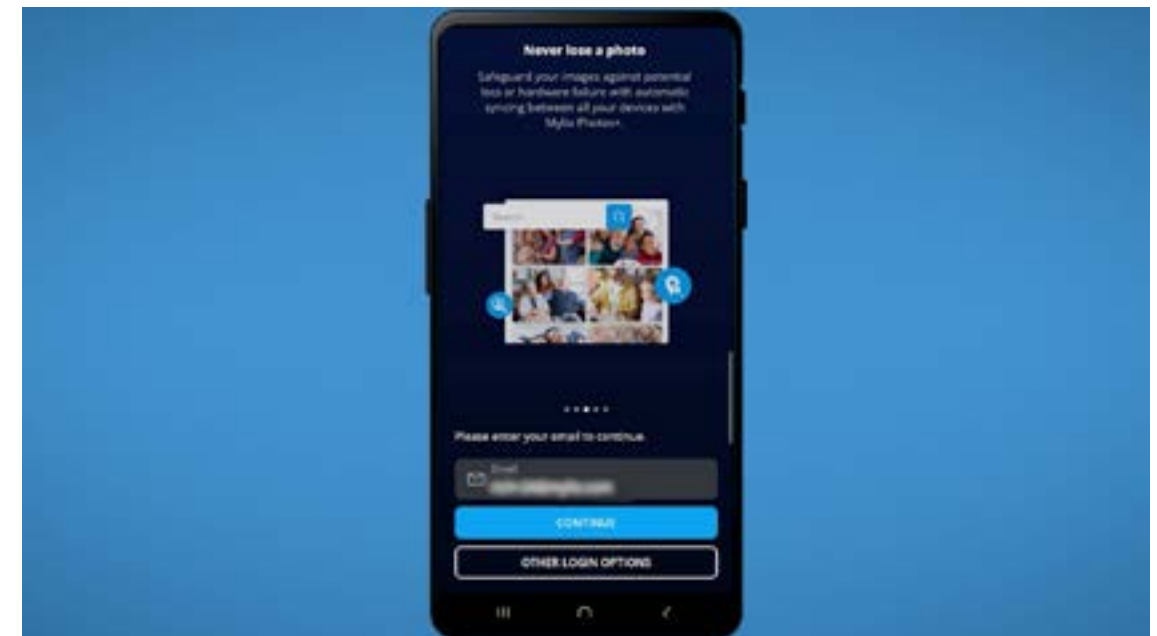 Never lose a photo
Safeguard your images against potential
loss or hardware failure with automatic
syncing between all your devices with
Mylio Photos+.
Search
Please enter your email to continue.
Email
CONTINUE
OTHER LOGIN OPTIONS